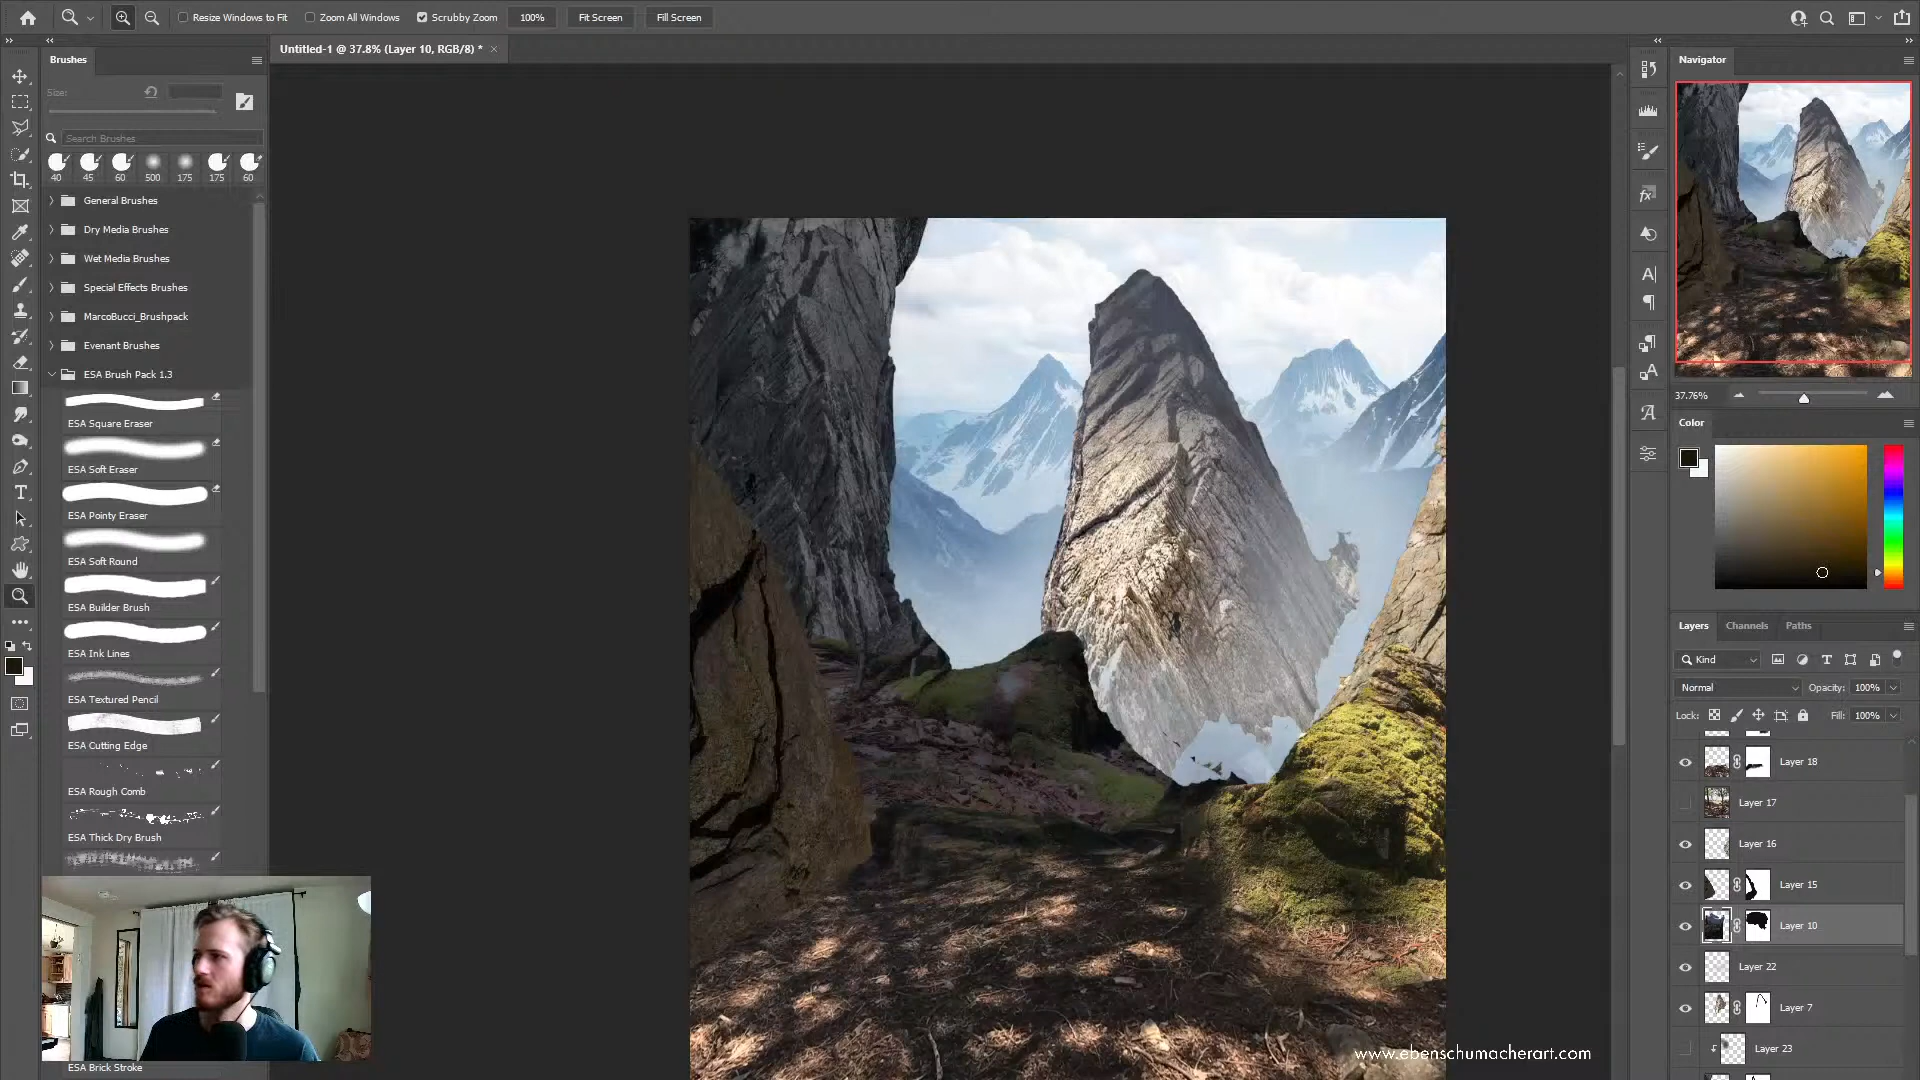 Resize Windows to Fit
Zoom All Windows
Scrubby Zoom
100%
Fit Screen
Fill Screen
Untitled-1 @ 37.8% (Layer 10, RGB/8) *
Brushes
Size:
Search Brushes
40 45 60 500 175 175 60
General Brushes
Dry Media Brushes
Wet Media Brushes
Special Effects Brushes
MarcoBucci_Brushpack
Evenant Brushes
ESA Brush Pack 1.3
ESA Square Eraser
ESA Soft Eraser
ESA Pointy Eraser
ESA Soft Round
ESA Builder Brush
ESA Ink Lines
ESA Textured Pencil
ESA Cutting Edge
ESA Rough Comb
ESA Thick Dry Brush
ESA Brick Stroke
Navigator
37.76%
Color
Layers
Channels
Paths
Kind
Normal
Opacity: 100%
Lock:
Fill: 100%
Layer 18
Layer 17
Layer 16
Layer 15
Layer 10
Layer 22
Layer 7
Layer 23
www.ebenschumacherart.com